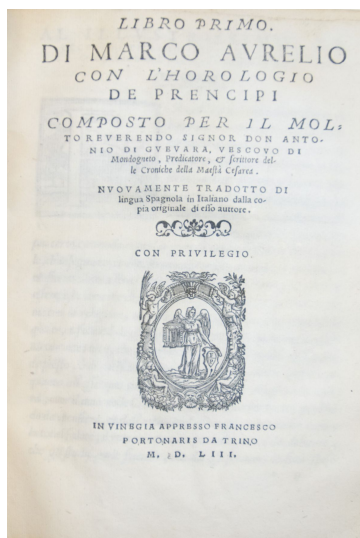 LIBRO PRIMO.
DI MARCO AVRELIO
CON L'HOROLOGIO
DE PRENCIPI
COMPOSTO PER IL MOL-
TO REVERENDO SIGNOR DON ANTO-
NIO DI GVEVARA, VESCOVO DI
Mondogneto, Predicatore, & scrittore del-
le Croniche della Maestà Cesarea.
NVOVAMENTE TRADOTTO DI
lingua Spagnola in Italiano dalla co-
pia originale di esso auttore.
CON PRIVILEGIO.
IN VINEGIA APPRESSO FRANCESCO
PORTONARIS DA TRINO
M. D. LIII.